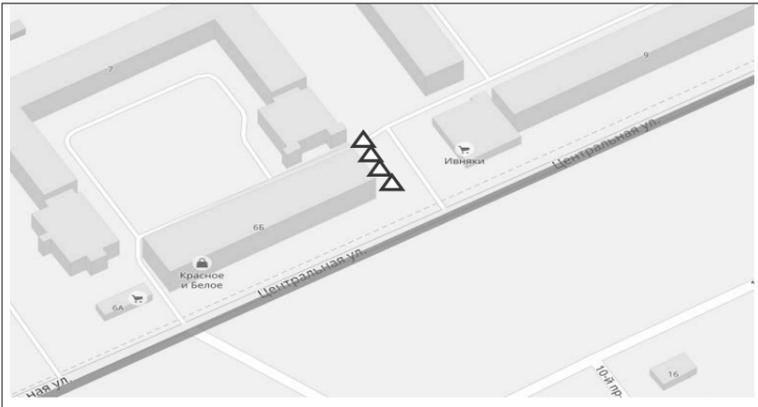 7
9
Ивняки
Центральная ул.
6Б
Красное
и Белое
Центральная ул.
6А
ная ул.
10-й пр-
16